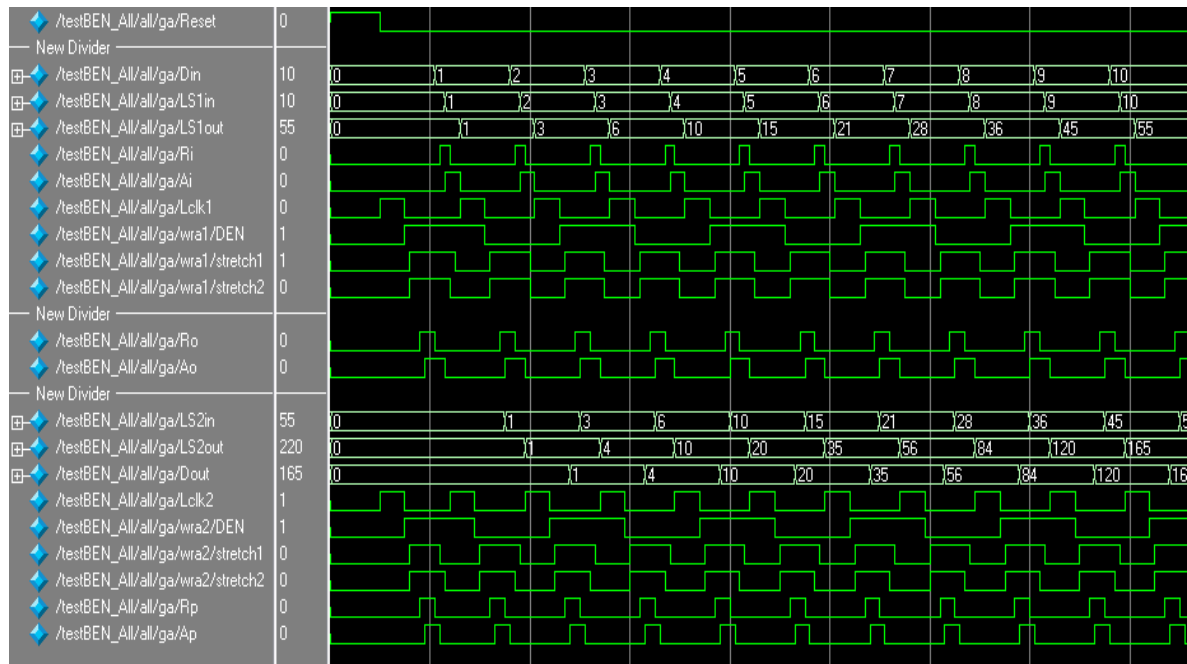 /testBEN_All/all/ga/Reset 0
New Divider
/testBEN_All/all/ga/Din 10 0 1 2 3 4 5 6 7 8 9 10
/testBEN_All/all/ga/LS1in 10 0 1 2 3 4 5 6 7 8 9 10
/testBEN_All/all/ga/LS1out 55 0 1 3 6 10 15 21 28 36 45 55
/testBEN_All/all/ga/Ri 0
/testBEN_All/all/ga/Ai 0
/testBEN_All/all/ga/Lclk1 0
/testBEN_All/all/ga/wra1/DEN 1
/testBEN_All/all/ga/wra1/stretch1 1
/testBEN_All/all/ga/wra1/stretch2 0
New Divider
/testBEN_All/all/ga/Ro 0
/testBEN_All/all/ga/Ao 0
New Divider
/testBEN_All/all/ga/LS2in 55 0 1 3 6 10 15 21 28 36 45
/testBEN_All/all/ga/LS2out 220 0 1 4 10 20 35 56 84 120 165
/testBEN_All/all/ga/Dout 165 0 1 4 10 20 35 56 84 120 16
/testBEN_All/all/ga/Lclk2 1
/testBEN_All/all/ga/wra2/DEN 1
/testBEN_All/all/ga/wra2/stretch1 0
/testBEN_All/all/ga/wra2/stretch2 0
/testBEN_All/all/ga/Rp 0
/testBEN_All/all/ga/Ap 0